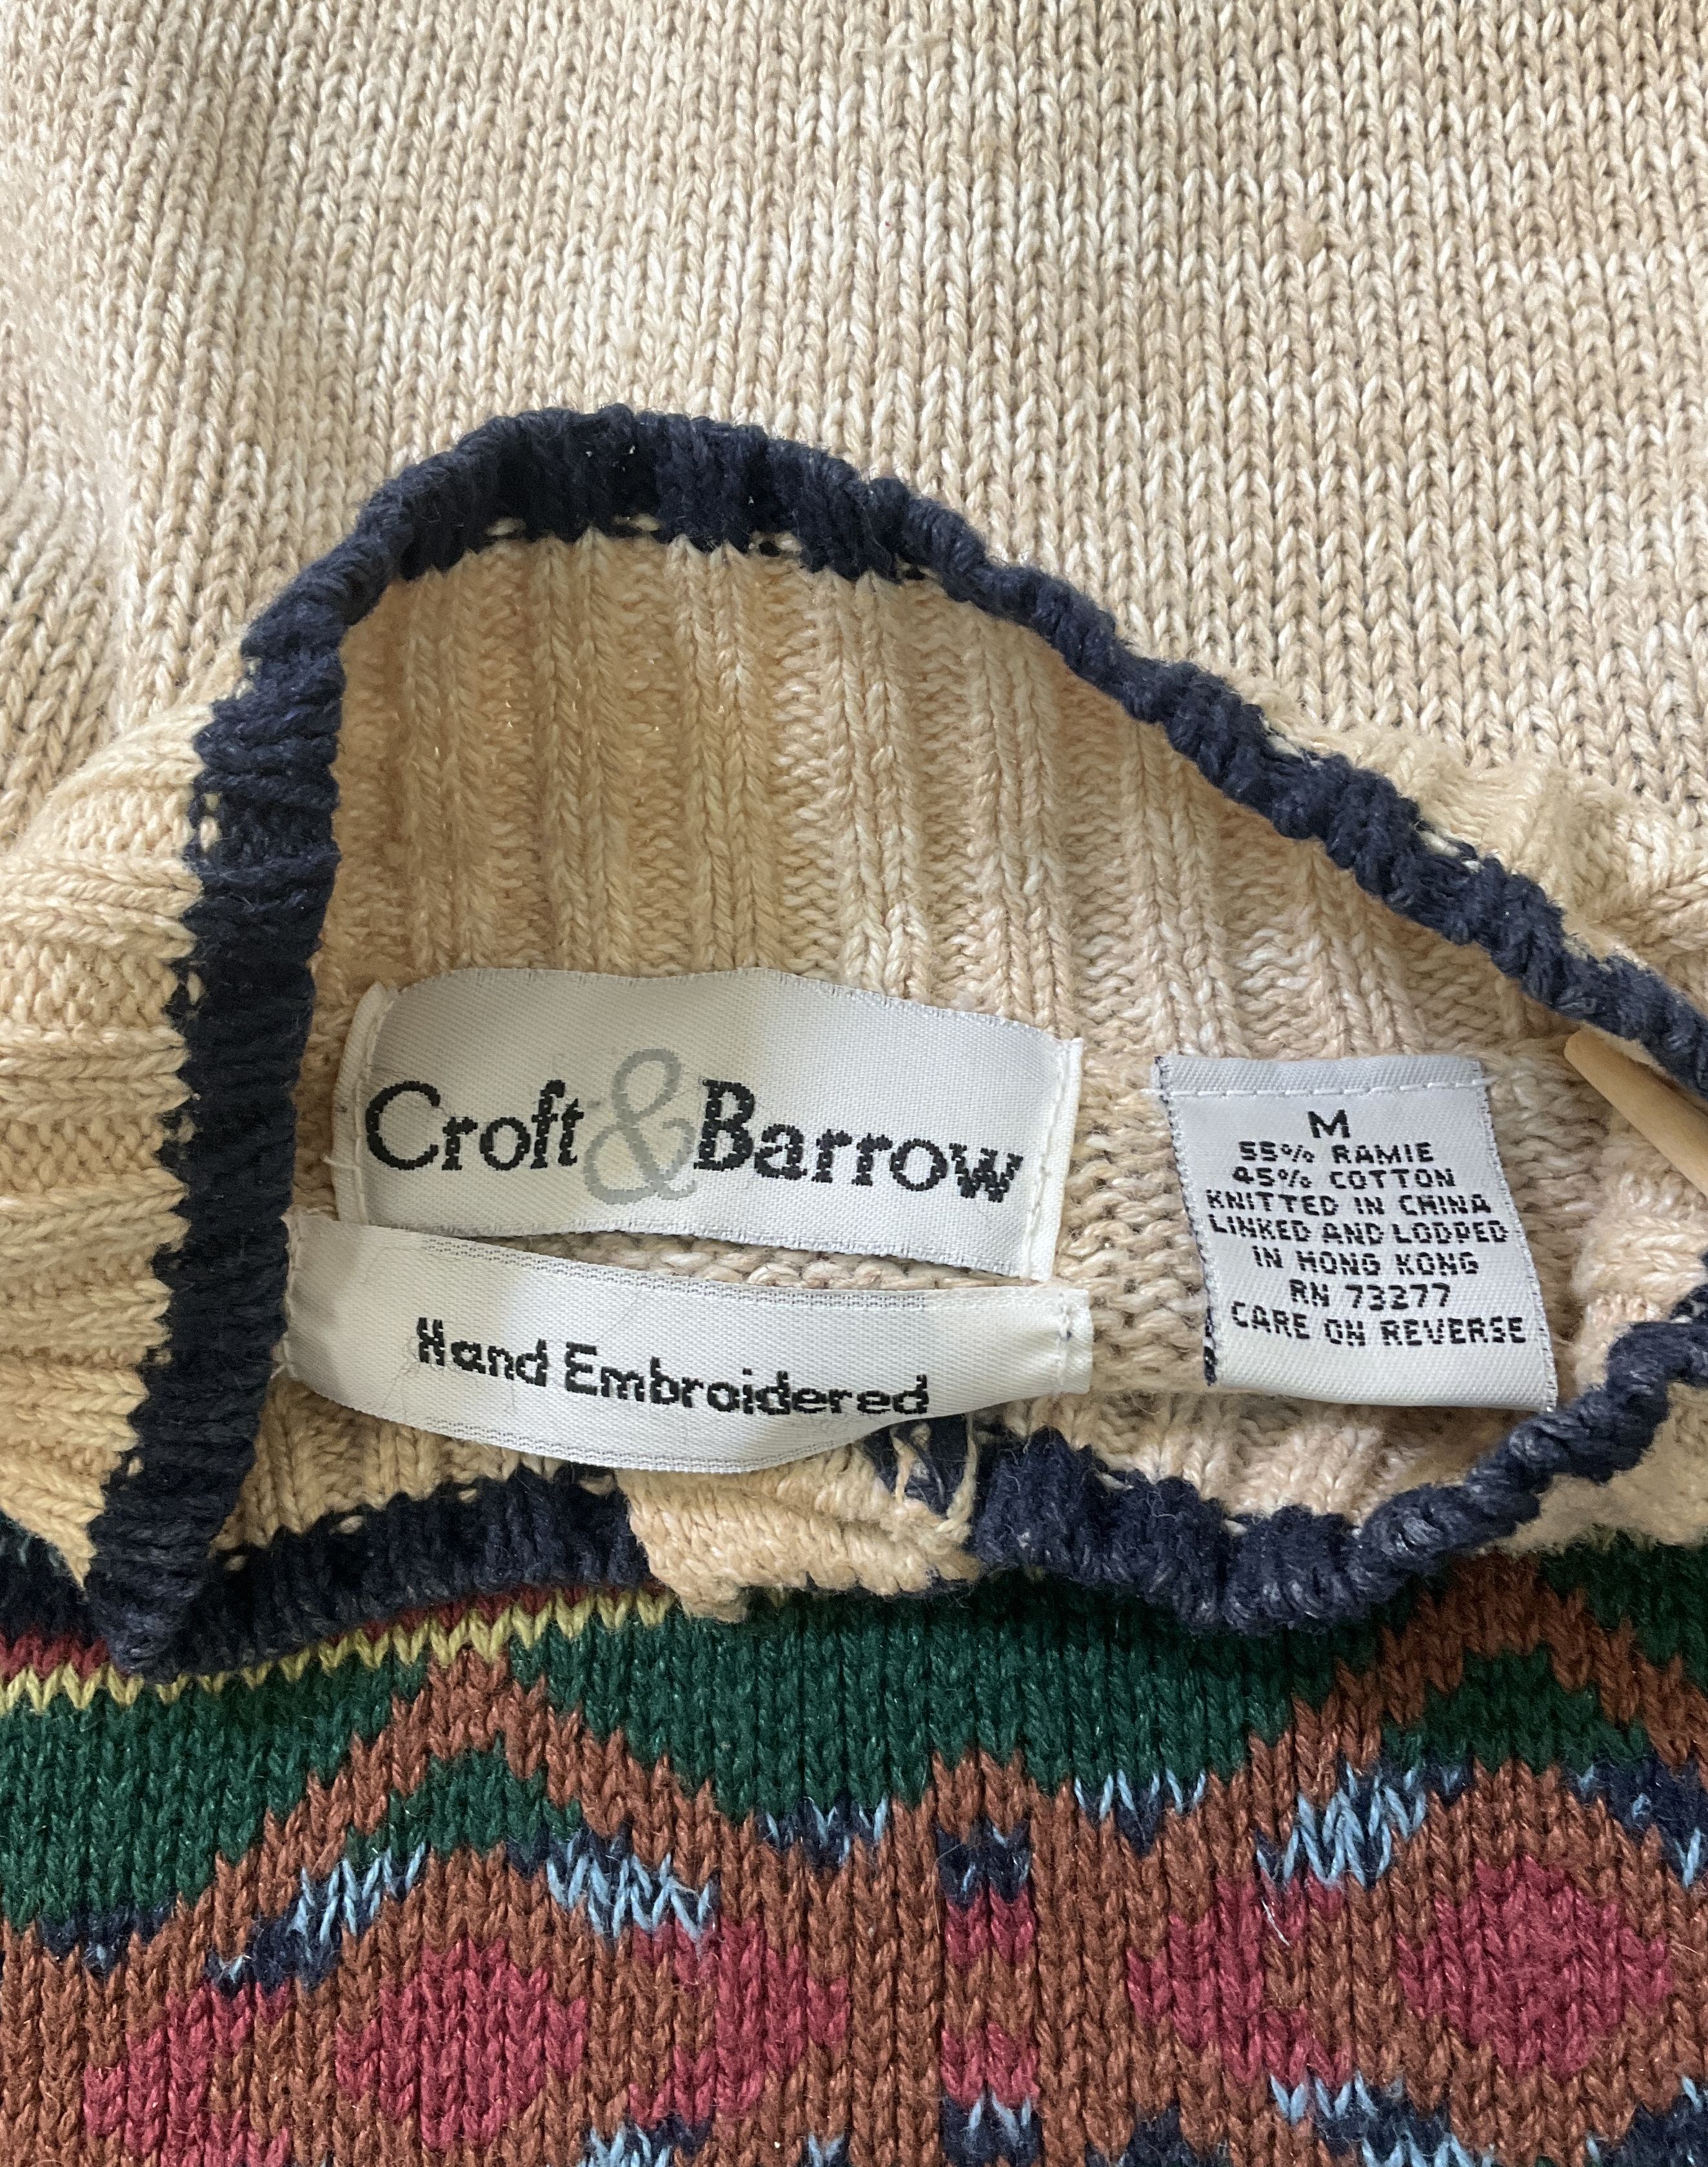 Croft & Barrow
Hand Embroidered
M
55% RAMIE
45% COTTON
KNITTED IN CHINA
LINKED AND LOOPED
IN HONG KONG
RN 73277
CARE ON REVERSE